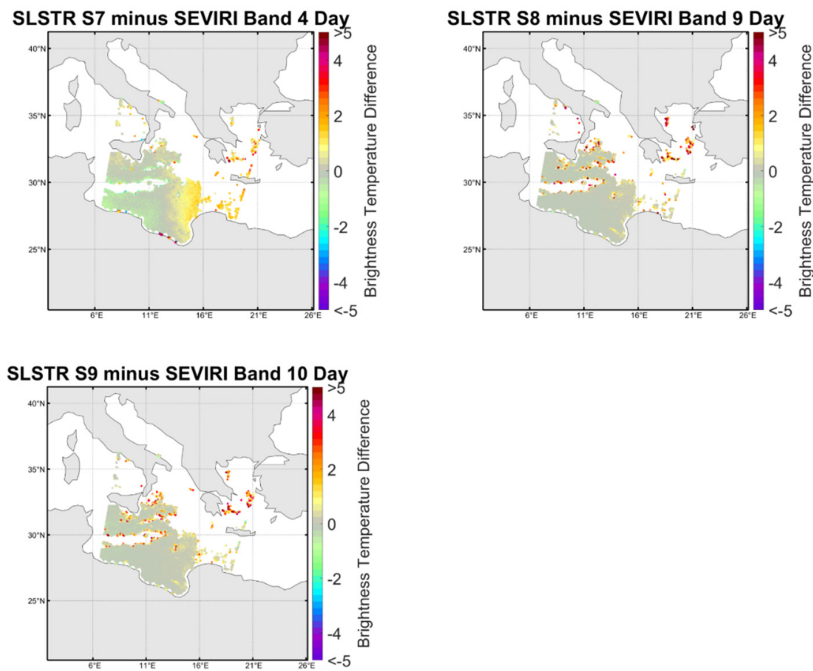 SLSTR S7 minus SEVIRI Band 4 Day
40°N
35°N
30°N
25°N
6°E 11°E 16°E 21°E 26°E
>5
4
2
0
-2
-4
<-5
Brightness Temperature Difference
SLSTR S8 minus SEVIRI Band 9 Day
40°N
35°N
30°N
25°N
6°E 11°E 16°E 21°E 26°E
>5
4
2
0
-2
-4
<-5
Brightness Temperature Difference
SLSTR S9 minus SEVIRI Band 10 Day
40°N
35°N
30°N
25°N
6°E 11°E 16°E 21°E 26°E
>5
4
2
0
-2
-4
<-5
Brightness Temperature Difference